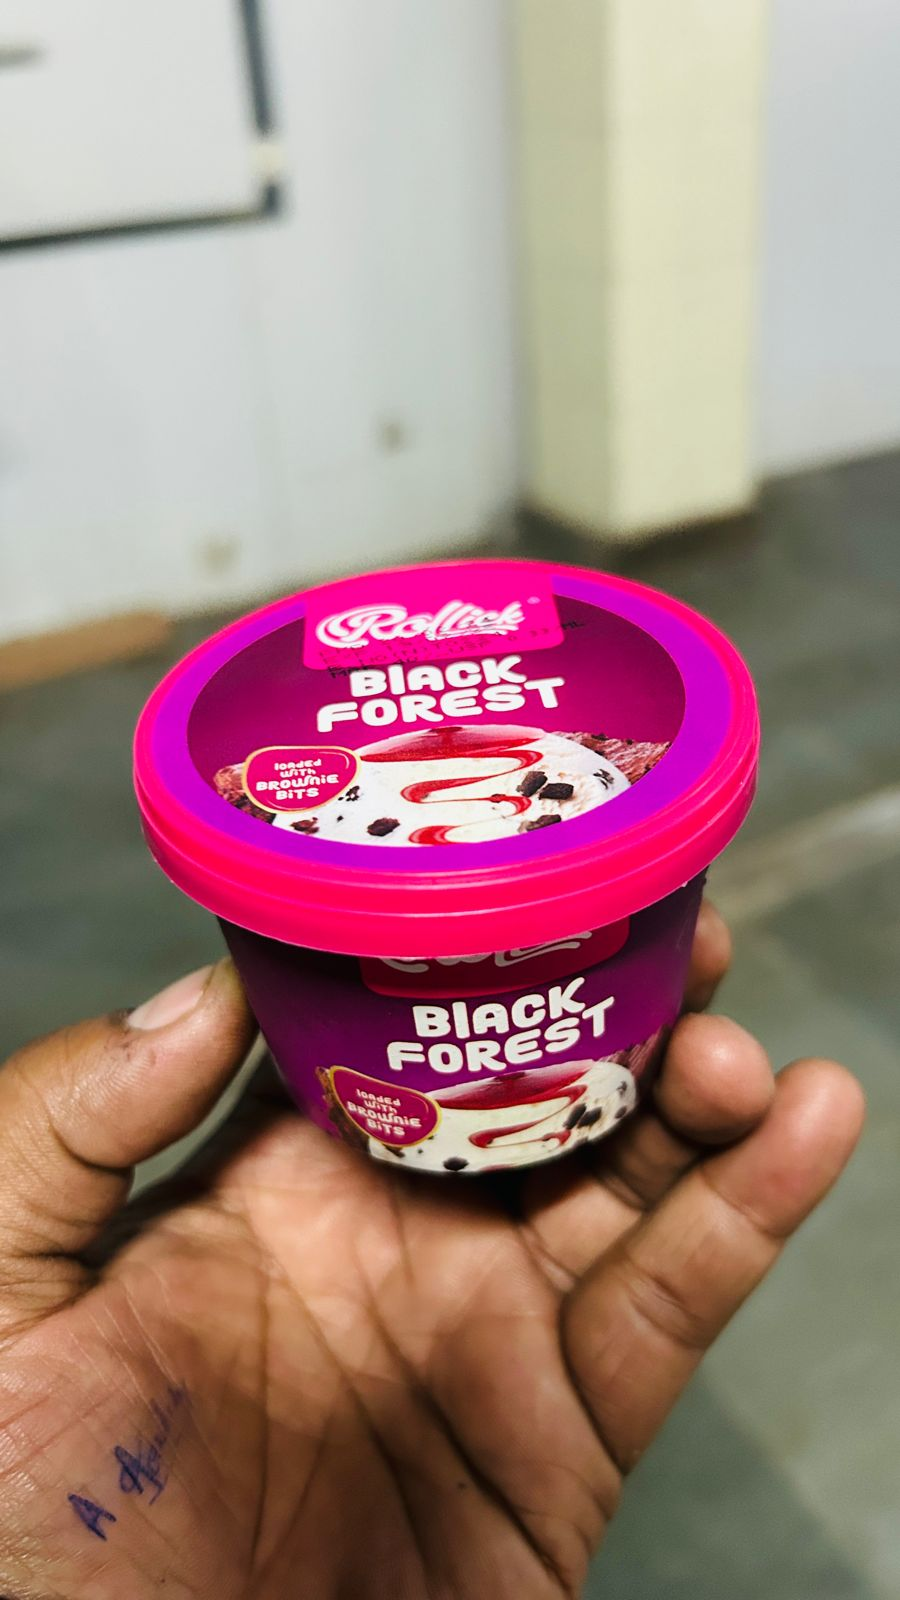 Rollick
BLACK
FOREST
loaded
with
BROWNIE
BITS
BLACK
FOREST
loaded
with
BROWNIE
BITS
A